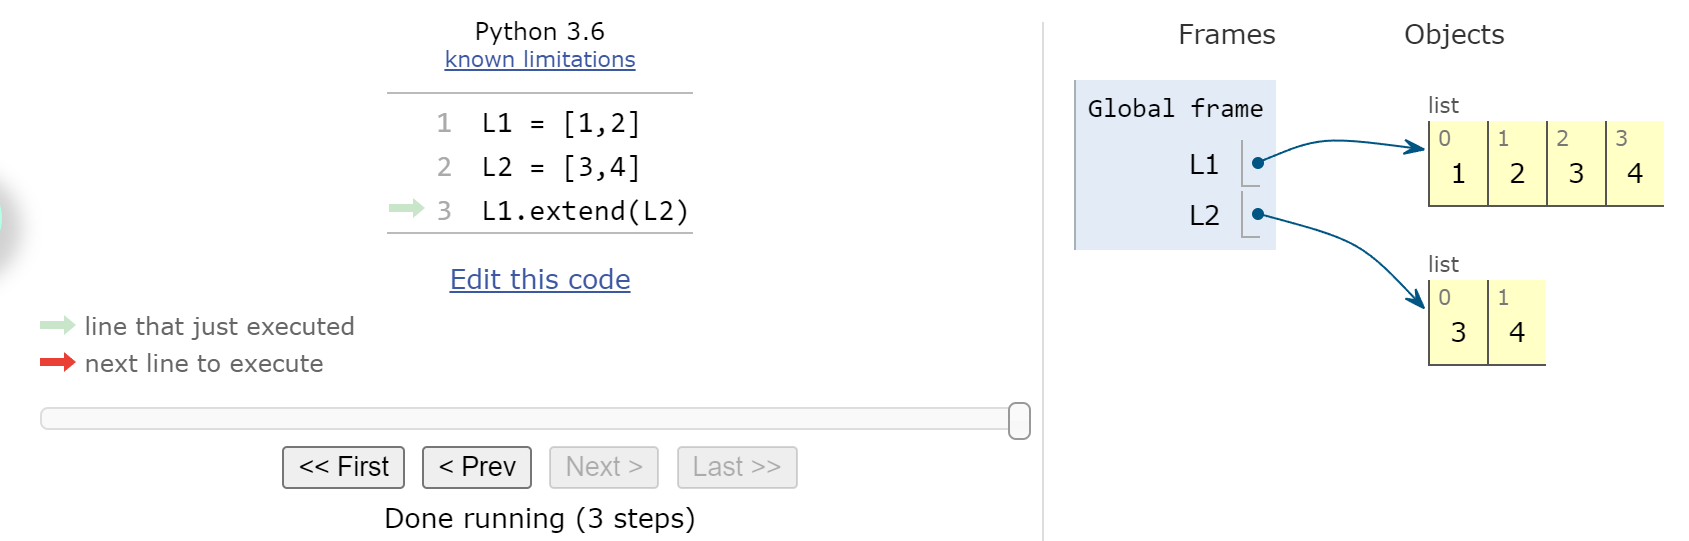 Python 3.6
known limitations
1 L1 = [1,2]
2 L2 = [3,4]
3 L1.extend(L2)
Edit this code
line that just executed
next line to execute
<< First < Prev Next > Last >>
Done running (3 steps)
Frames Objects
Global frame
L1
L2
list
0 1 2 3
1 2 3 4
list
0 1
3 4